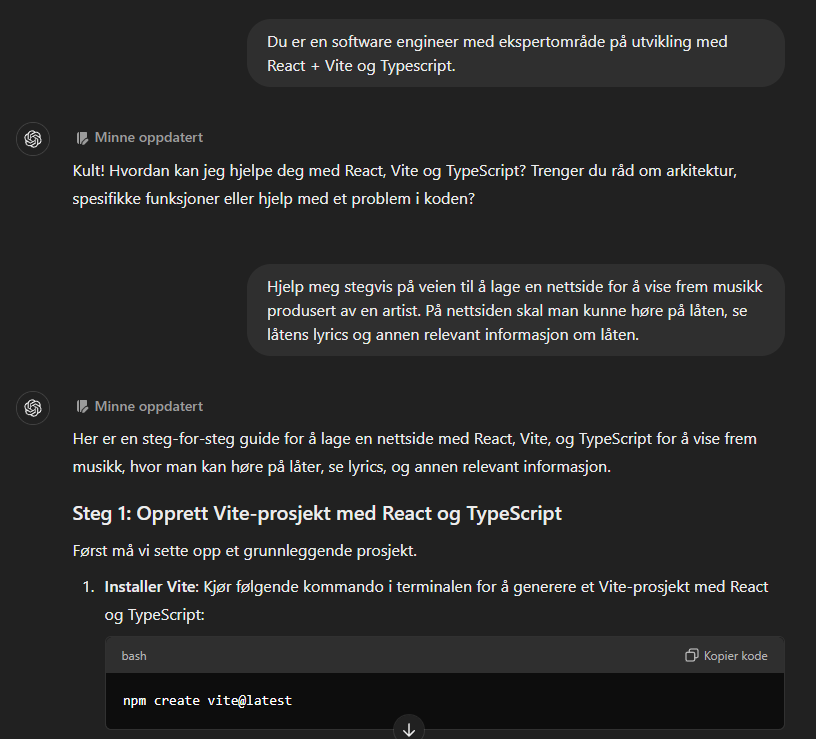 Du er en software engineer med ekspertområde på utvikling med
React + Vite og Typescript.
Minne oppdatert
Kult! Hvordan kan jeg hjelpe deg med React, Vite og TypeScript? Trenger du råd om arkitektur,
spesifikke funksjoner eller hjelp med et problem i koden?
Hjelp meg stegvis på veien til å lage en nettside for å vise frem musikk
produsert av en artist. På nettsiden skal man kunne høre på låten, se
låtens lyrics og annen relevant informasjon om låten.
Minne oppdatert
Her er en steg-for-steg guide for å lage en nettside med React, Vite, og TypeScript for å vise frem
musikk, hvor man kan høre på låter, se lyrics, og annen relevant informasjon.
Steg 1: Opprett Vite-prosjekt med React og TypeScript
Først må vi sette opp et grunnleggende prosjekt.
1. Installer Vite: Kjør følgende kommando i terminalen for å generere et Vite-prosjekt med React
og TypeScript:
bash
Kopier kode
npm create vite@latest